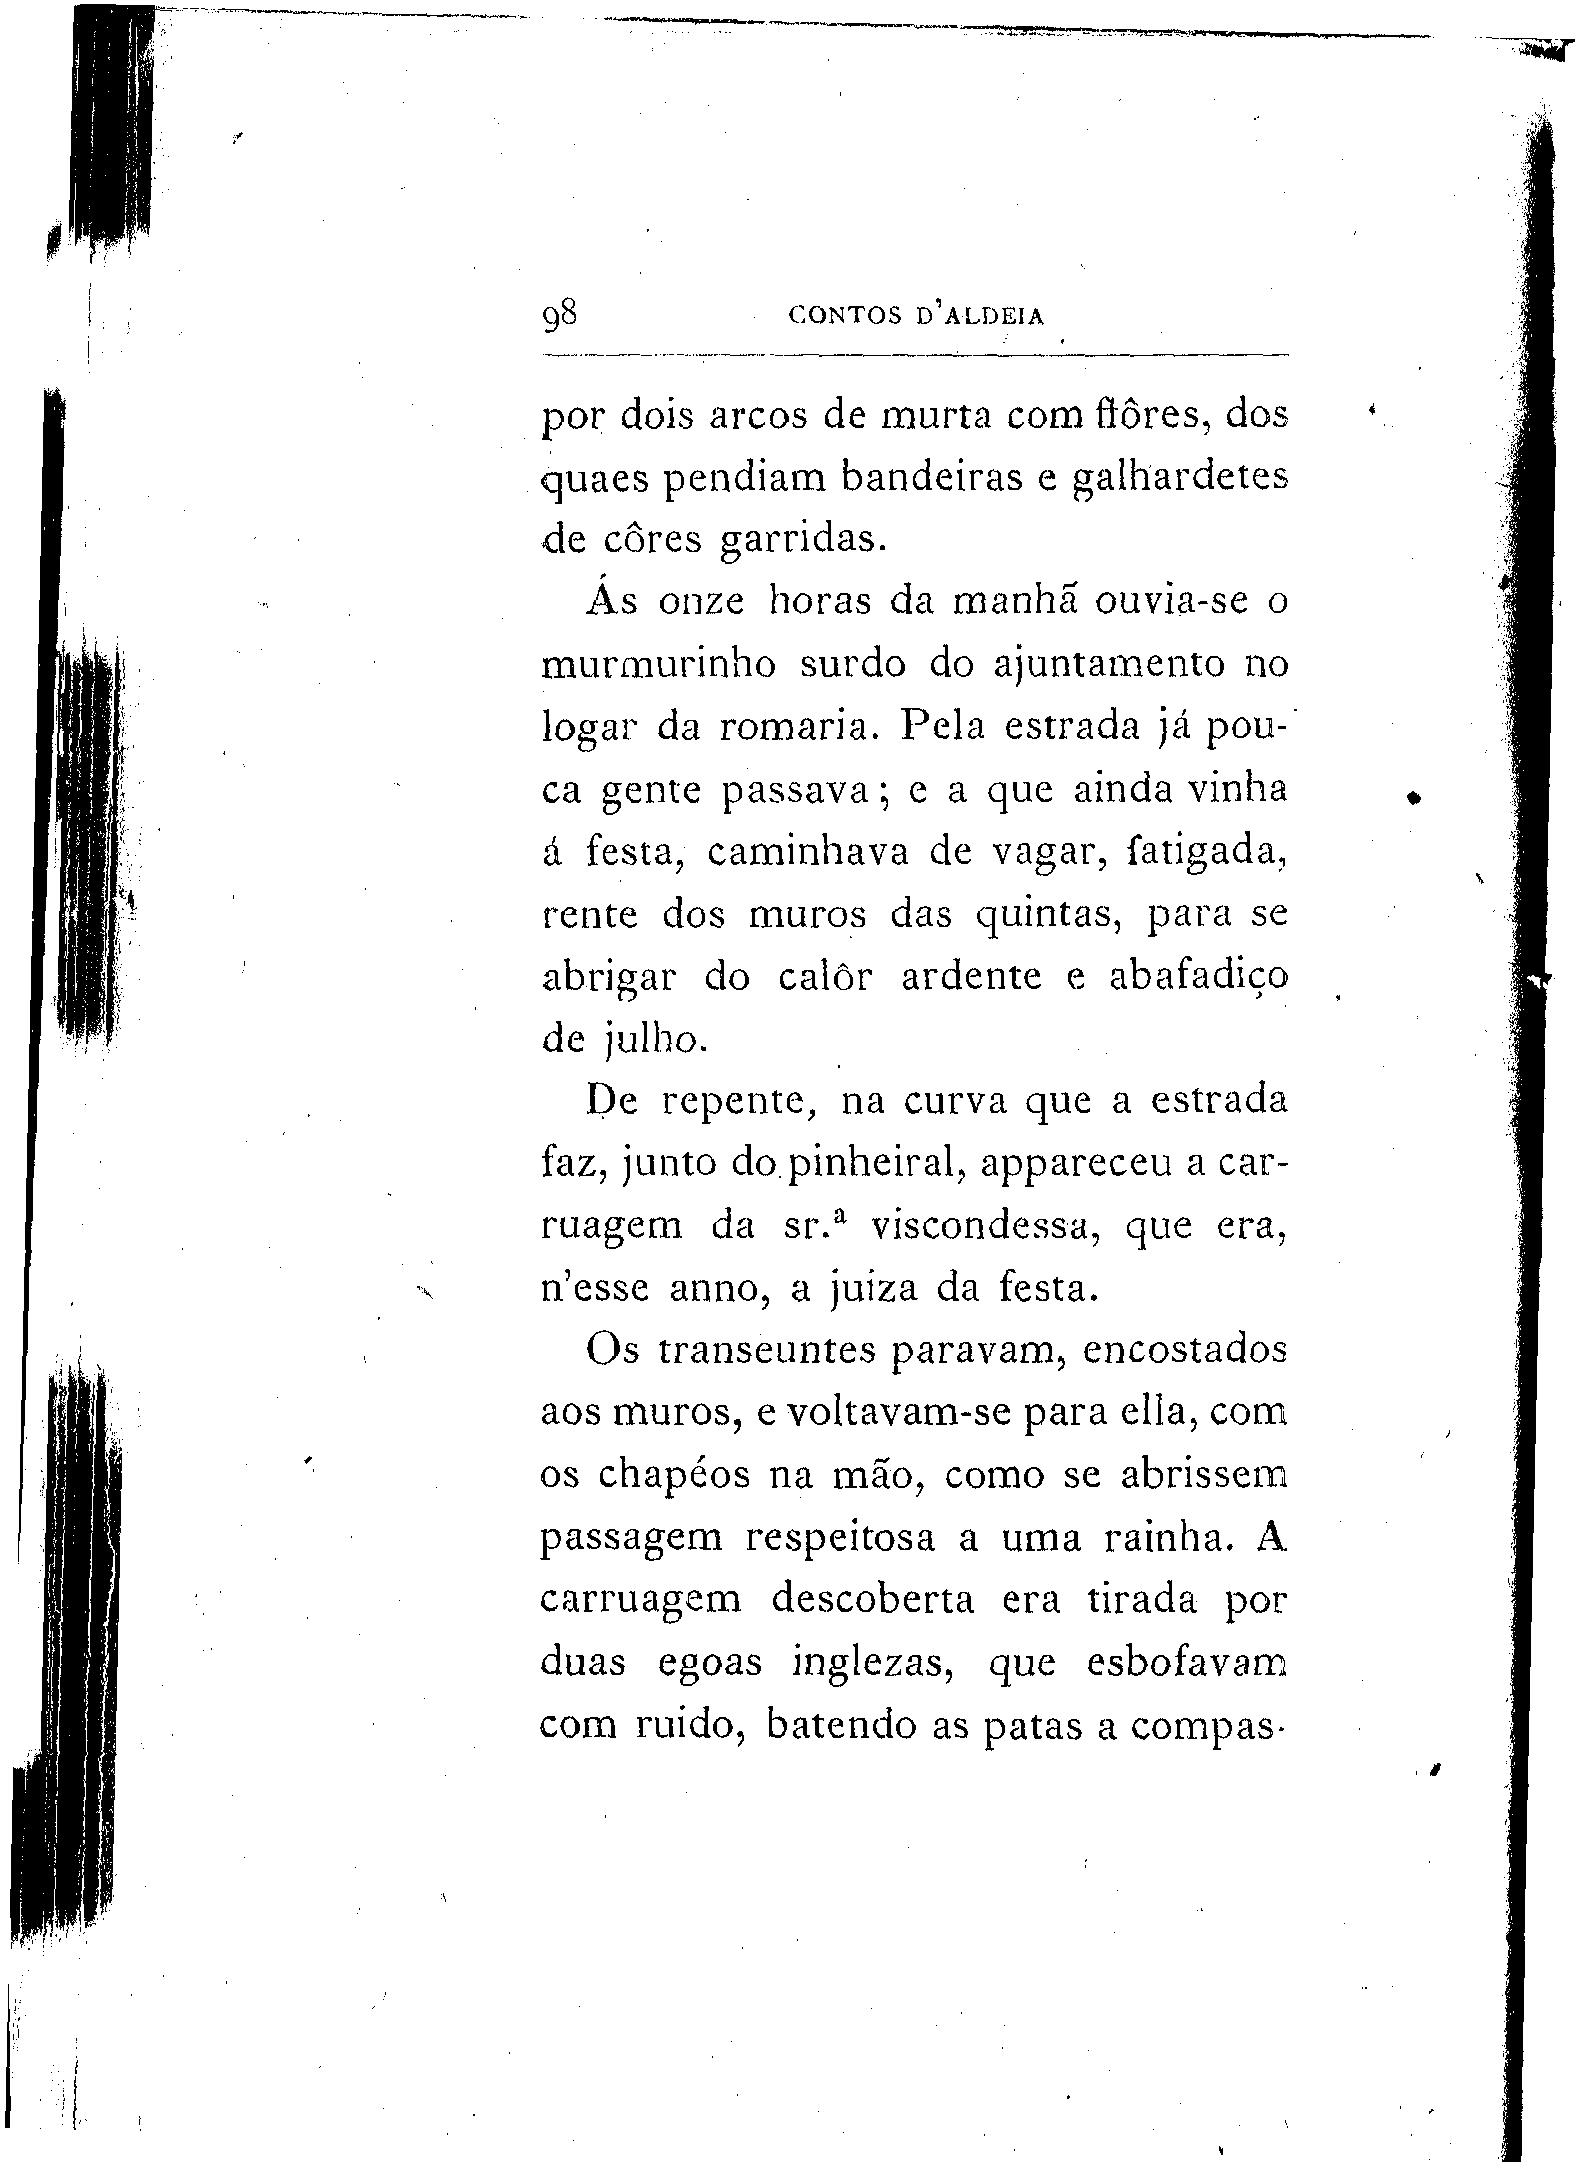 98 CONTOS D'ALDEIA
por dois arcos de murta com flôres, dos
quaes pendiam bandeiras e galhardetes
de côres garridas.
Ás onze horas da manhã ouvia-se o
murmurinho surdo do ajuntamento no
logar da romaria. Pela estrada já pou-
ca gente passava; e a que ainda vinha
á festa, caminhava de vagar, fatigada,
rente dos muros das quintas, para se
abrigar do calôr ardente e abafadiço
de julho.
De repente, na curva que a estrada
faz, junto do pinheiral, appareceu a car-
ruagem da sr.ª viscondessa, que era,
n'esse anno, a juiza da festa.
Os transeuntes paravam, encostados
aos muros, e voltavam-se para ella, com
os chapéos na mão, como se abrissem
passagem respeitosa a uma rainha. A
carruagem descoberta era tirada por
duas egoas inglezas, que esbofavam
com ruido, batendo as patas a compas-